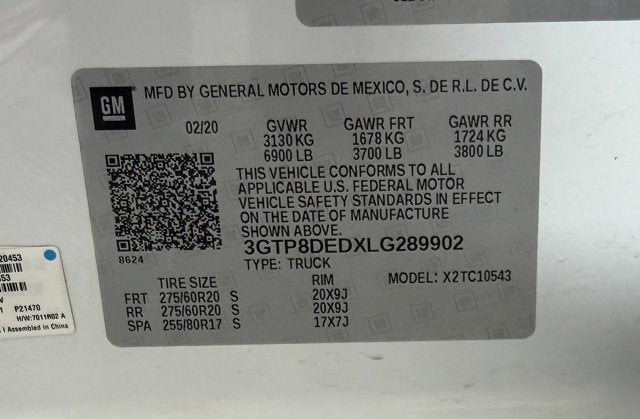 GM
MFD BY GENERAL MOTORS DE MEXICO, S. DE R.L. DE C.V.
02/20 GVWR GAWR FRT GAWR RR
3130 KG 1678 KG 1724 KG
6900 LB 3700 LB 3800 LB
THIS VEHICLE CONFORMS TO ALL
APPLICABLE U.S. FEDERAL MOTOR
VEHICLE SAFETY STANDARDS IN EFFECT
ON THE DATE OF MANUFACTURE
SHOWN ABOVE.
8624
3GTP8DEDXLG289902
TYPE: TRUCK MODEL: X2TC10543
TIRE SIZE RIM
FRT 275/60R20 S 20X9J
RR 275/60R20 S 20X9J
SPA 255/80R17 S 17X7J
20453
P21470
H/W:7011R02 A
Assembled in China